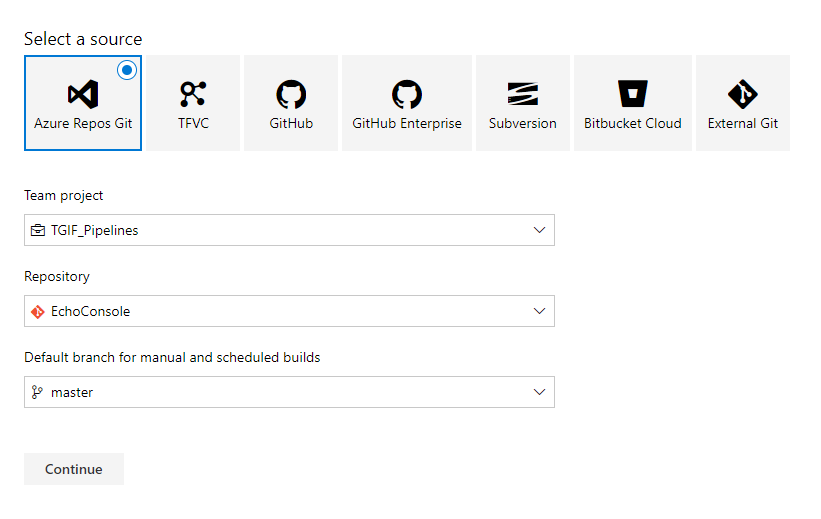 Select a source
Azure Repos Git
TFVC
GitHub
GitHub Enterprise
Subversion
Bitbucket Cloud
External Git
Team project
TGIF_Pipelines
Repository
EchoConsole
Default branch for manual and scheduled builds
master
Continue